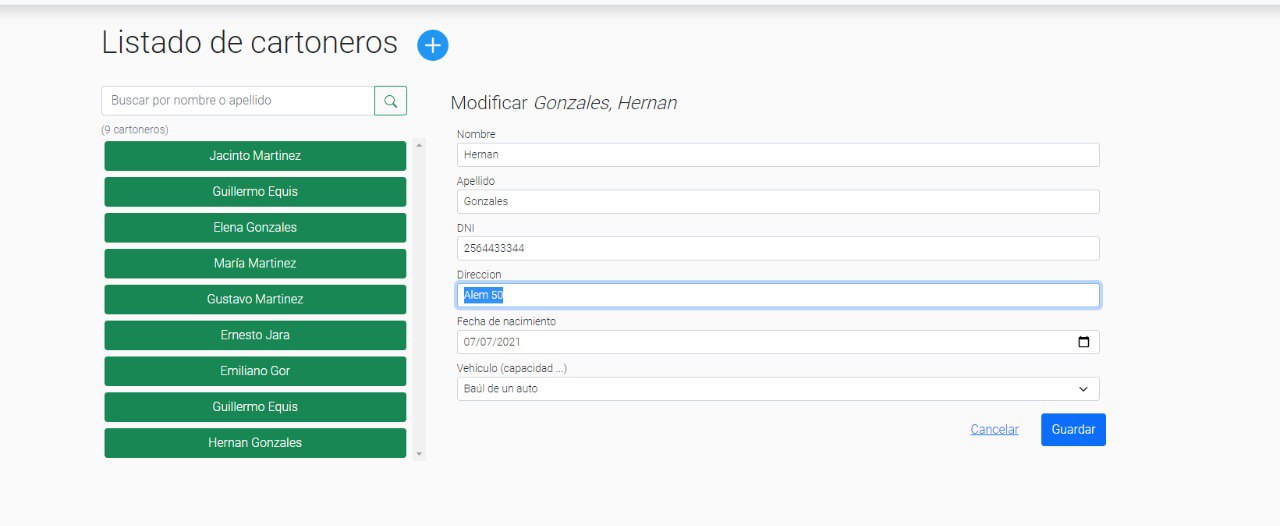 Listado de cartoneros
Buscar por nombre o apellido
(9 cartoneros)
Jacinto Martinez
Guillermo Equis
Elena Gonzales
María Martinez
Gustavo Martinez
Ernesto Jara
Emiliano Gor
Guillermo Equis
Hernan Gonzales
Modificar Gonzales, Hernan
Nombre
Hernan
Apellido
Gonzales
DNI
2564433344
Direccion
Alem 50
Fecha de nacimiento
07/07/2021
Vehículo (capacidad ...)
Baúl de un auto
Cancelar
Guardar